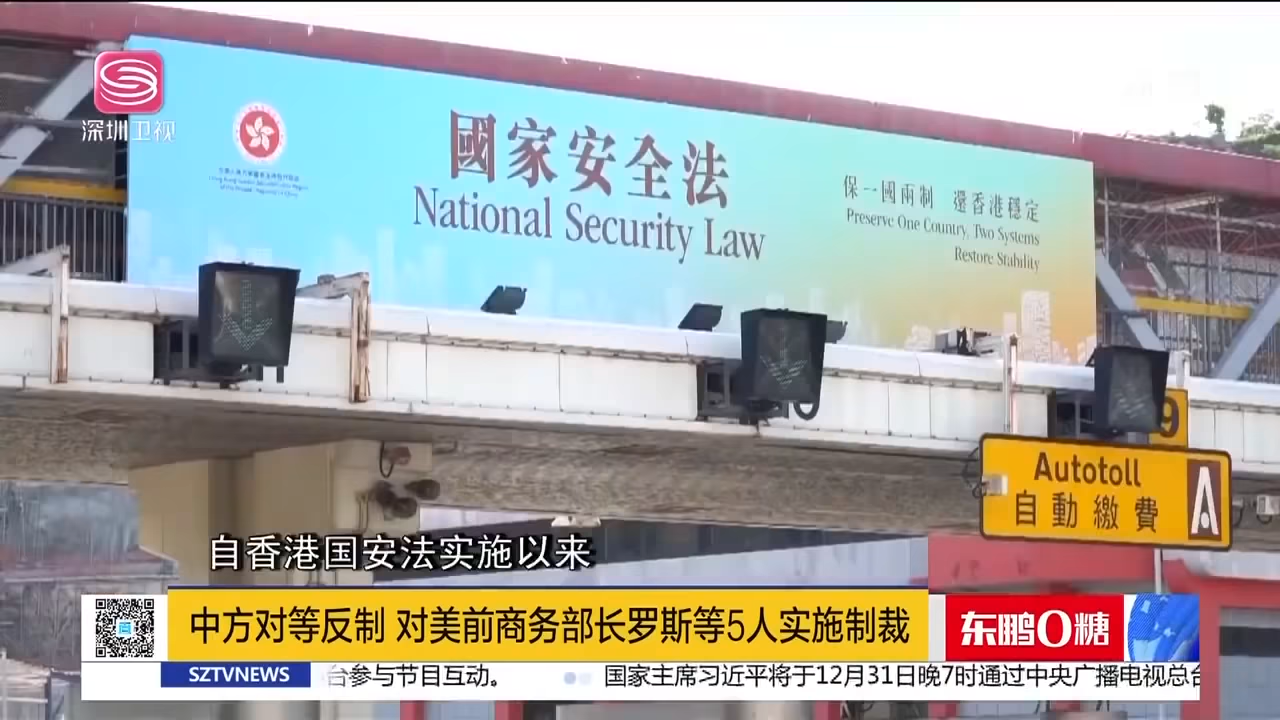 深圳卫视
國家安全法
National Security Law
保一國兩制 還香港穩定
Preserve One Country, Two Systems
Restore Stability
9
Autotoll
自動繳費
A
自香港国安法实施以来
中方对等反制 对美前商务部长罗斯等5人实施制裁
东鹏0糖
SZTVNEWS
台参与节目互动。
国家主席习近平将于12月31日晚7时通过中央广播电视总台